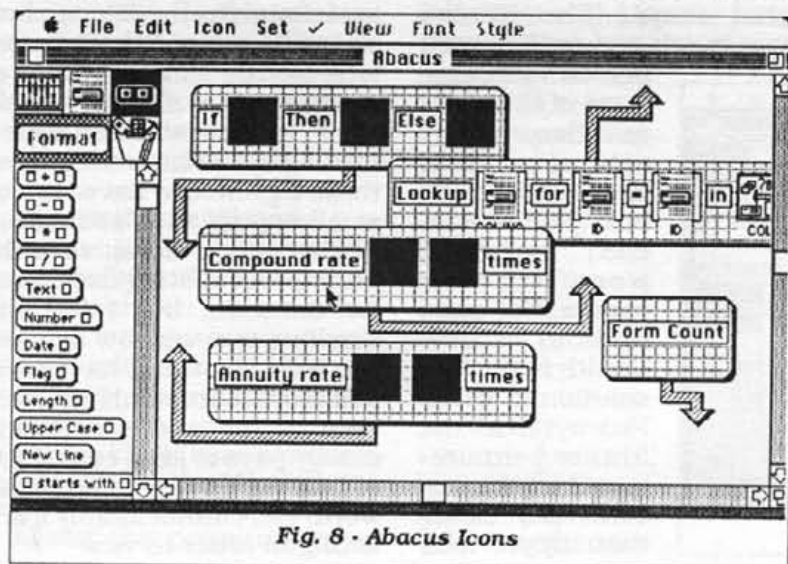 File Edit Icon Set ✓ View Font Style
Abacus
Format
+
-
*
/
Text
Number
Date
Flag
Length
Upper Case
New Line
starts with
If Then Else
Lookup for = in
ID ID COL
Compound rate times
Form Count
Annuity rate times
Fig. 8 - Abacus Icons